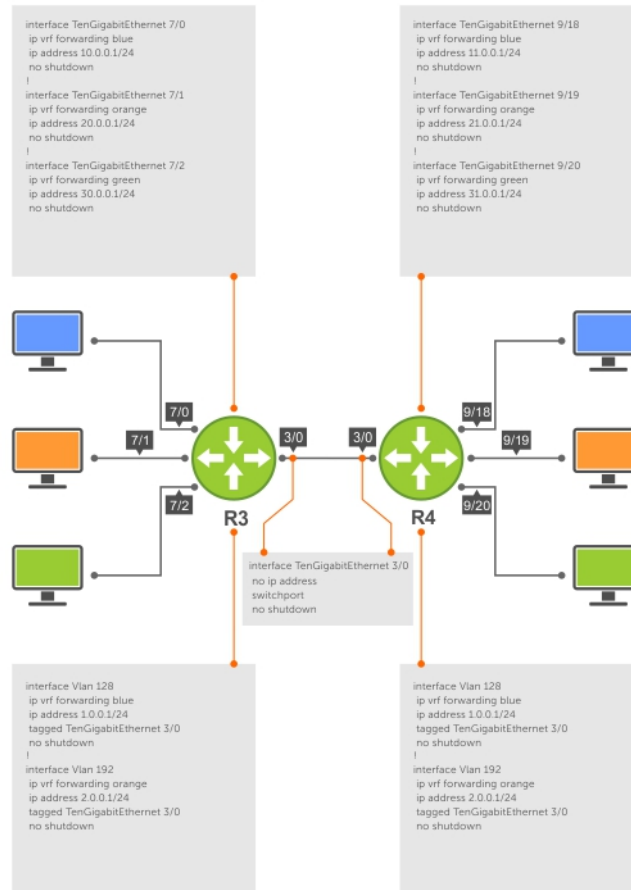 interface TenGigabitEthernet 7/0
ip vrf forwarding blue
ip address 10.0.0.1/24
no shutdown
!
interface TenGigabitEthernet 7/1
ip vrf forwarding orange
ip address 20.0.0.1/24
no shutdown
!
interface TenGigabitEthernet 7/2
ip vrf forwarding green
ip address 30.0.0.1/24
no shutdown
interface TenGigabitEthernet 9/18
ip vrf forwarding blue
ip address 11.0.0.1/24
no shutdown
!
interface TenGigabitEthernet 9/19
ip vrf forwarding orange
ip address 21.0.0.1/24
no shutdown
!
interface TenGigabitEthernet 9/20
ip vrf forwarding green
ip address 31.0.0.1/24
no shutdown
7/0
7/1
7/2
3/0
3/0
9/18
9/19
9/20
R3
R4
interface TenGigabitEthernet 3/0
no ip address
switchport
no shutdown
interface Vlan 128
ip vrf forwarding blue
ip address 1.0.0.1/24
tagged TenGigabitEthernet 3/0
no shutdown
!
interface Vlan 192
ip vrf forwarding orange
ip address 2.0.0.1/24
tagged TenGigabitEthernet 3/0
no shutdown
interface Vlan 128
ip vrf forwarding blue
ip address 1.0.0.1/24
tagged TenGigabitEthernet 3/0
no shutdown
!
interface Vlan 192
ip vrf forwarding orange
ip address 2.0.0.1/24
tagged TenGigabitEthernet 3/0
no shutdown